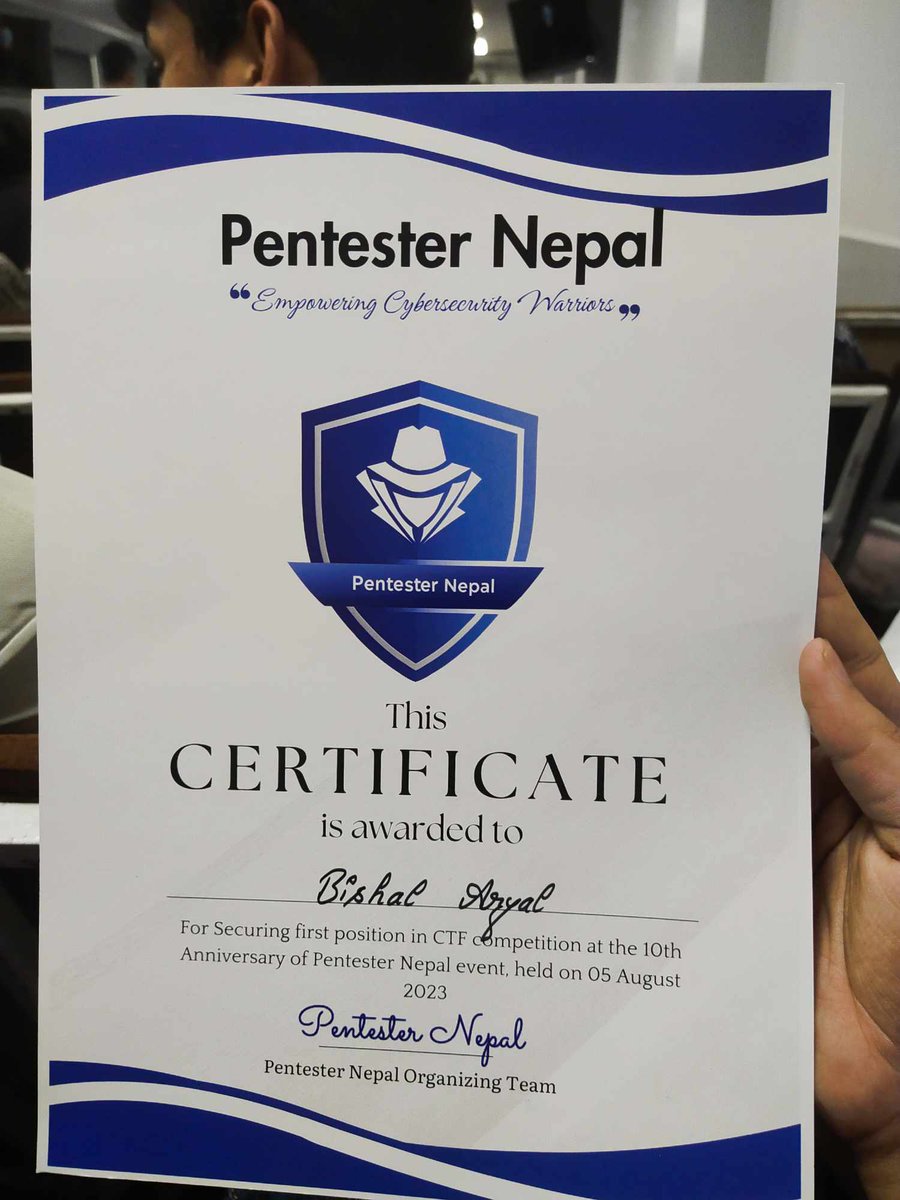 Pentester Nepal
“Empowering Cybersecurity Warriors”
Pentester Nepal
This
CERTIFICATE
is awarded to
Bishal Aryal
For Securing first position in CTF competition at the 10th
Anniversary of Pentester Nepal event, held on 05 August
2023
Pentester Nepal
Pentester Nepal Organizing Team